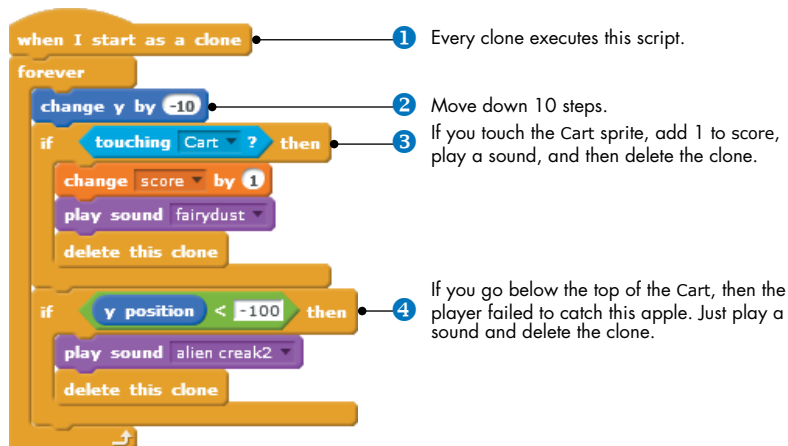 when I start as a clone
1 Every clone executes this script.
forever
change y by -10
2 Move down 10 steps.
if touching Cart ? then
3 If you touch the Cart sprite, add 1 to score,
play a sound, and then delete the clone.
change score by 1
play sound fairydust
delete this clone
if y position < -100 then
4 If you go below the top of the Cart, then the
player failed to catch this apple. Just play a
sound and delete the clone.
play sound alien creak2
delete this clone